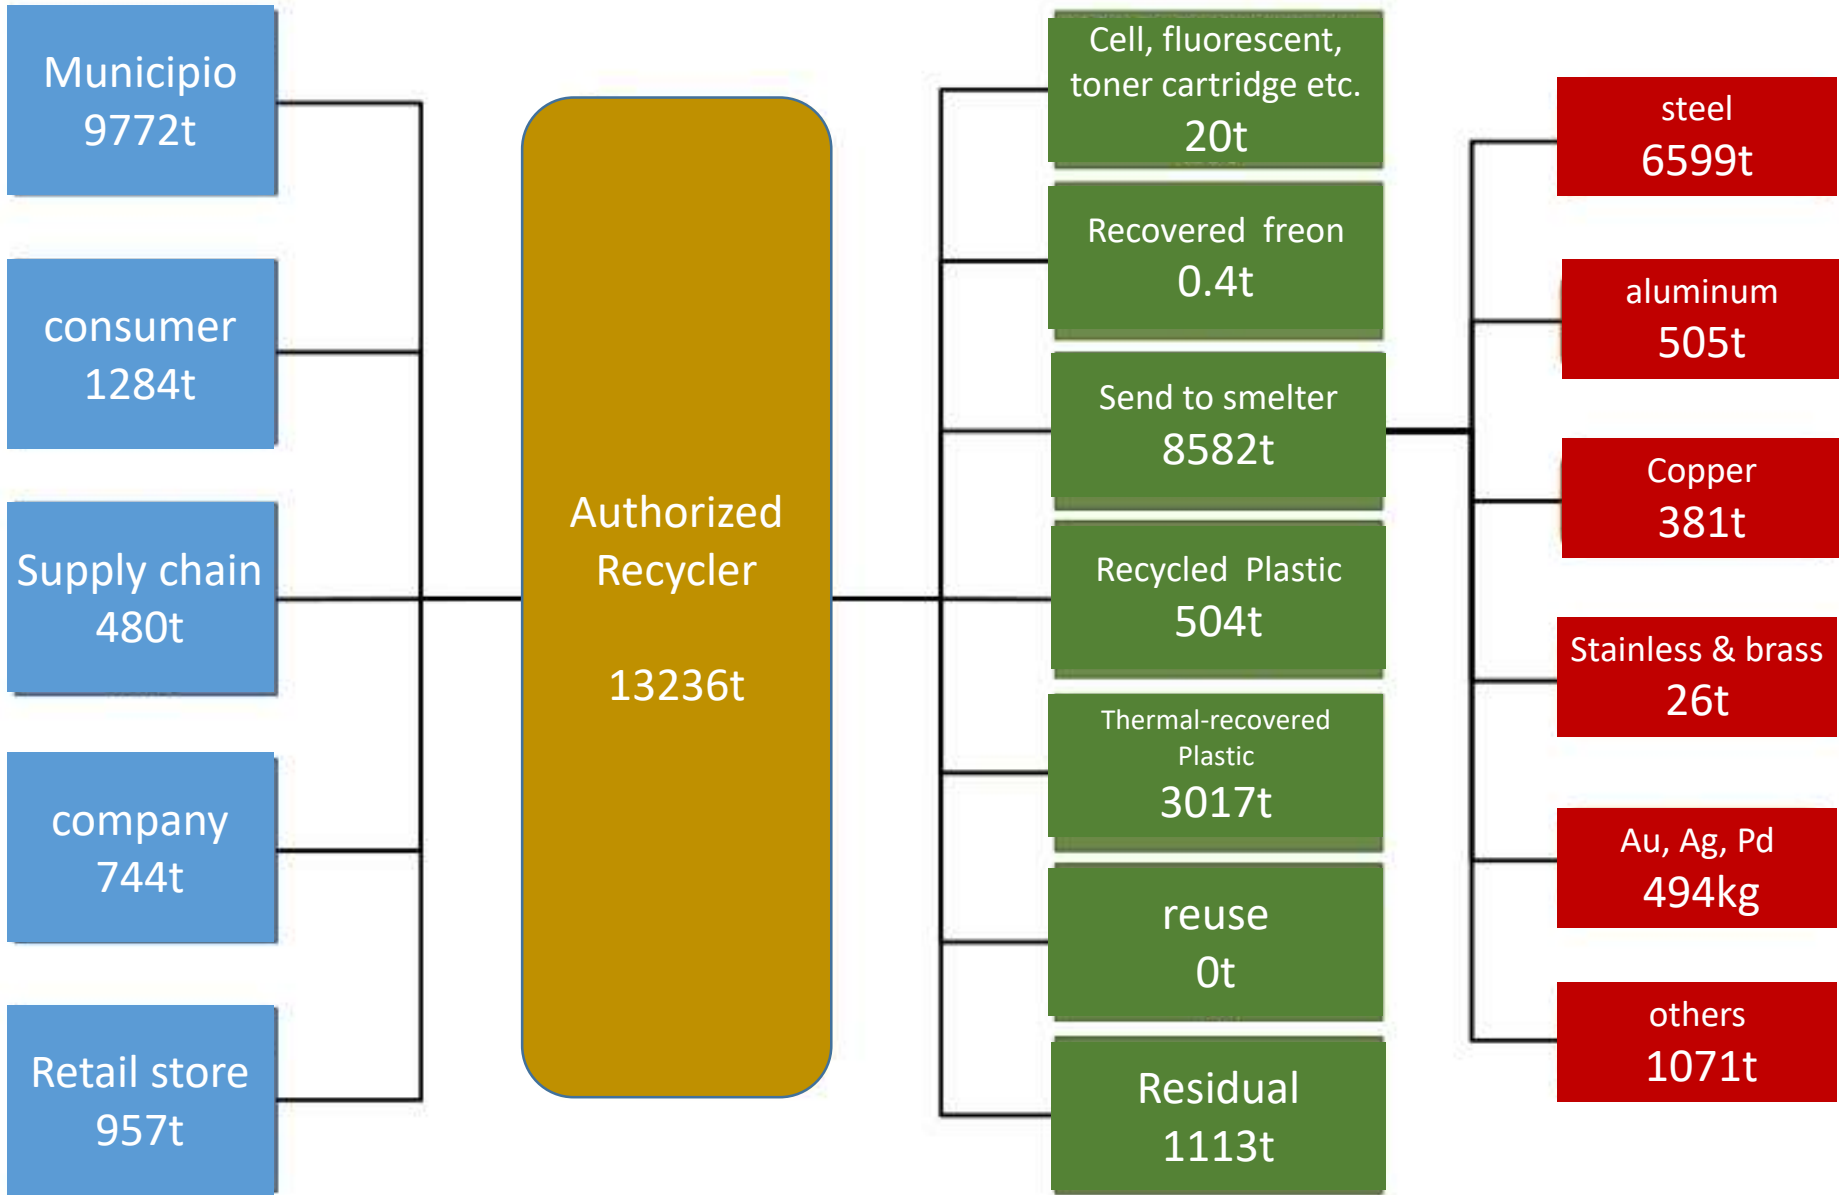 Municipio
9772t
consumer
1284t
Supply chain
480t
company
744t
Retail store
957t
Authorized
Recycler
13236t
Cell, fluorescent,
toner cartridge etc.
20t
Recovered freon
0.4t
Send to smelter
8582t
Recycled Plastic
504t
Thermal-recovered
Plastic
3017t
reuse
0t
Residual
1113t
steel
6599t
aluminum
505t
Copper
381t
Stainless & brass
26t
Au, Ag, Pd
494kg
others
1071t